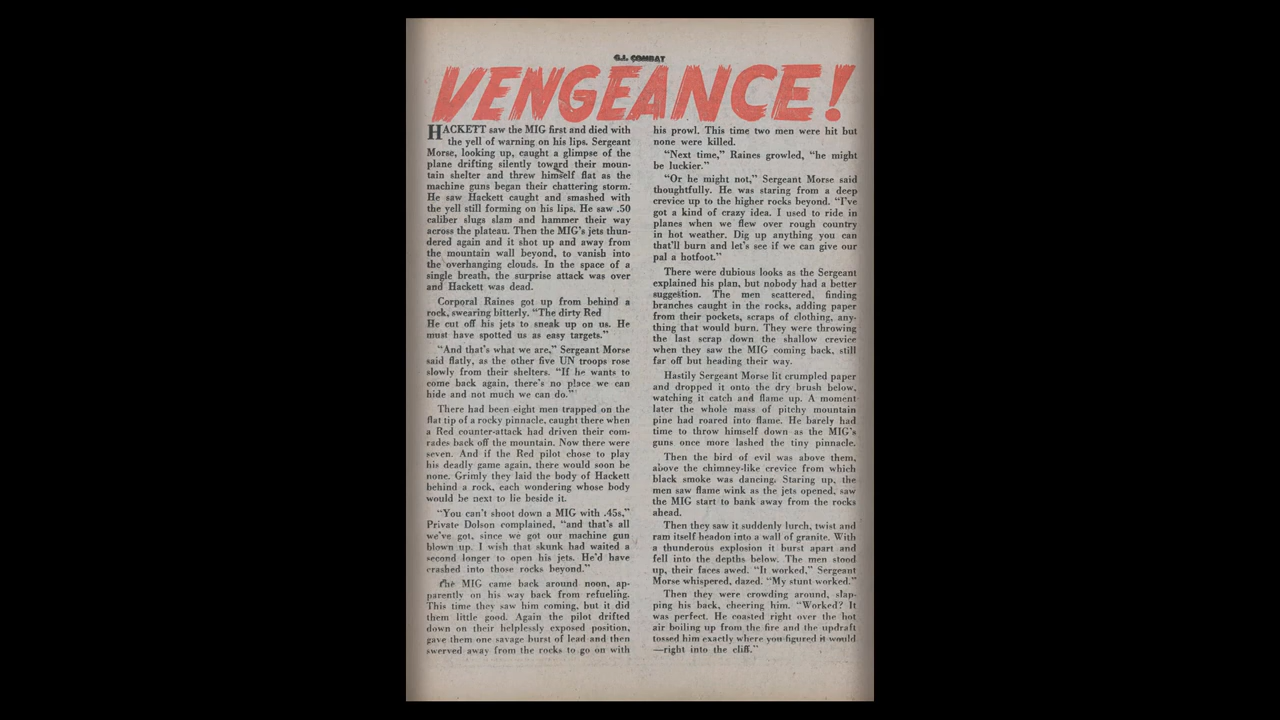 G.I. COMBAT
VENGEANCE!
HACKETT saw the MIG first and died with
the yell of warning on his lips. Sergeant
Morse, looking up, caught a glimpse of the
plane drifting silently toward their moun-
tain shelter and threw himself flat as the
machine guns began their chattering storm.
He saw Hackett caught and smashed with
the yell still forming on his lips. He saw .50
caliber slugs slam and hammer their way
across the plateau. Then the MIG's jets thun-
dered again and it shot up and away from
the mountain wall beyond, to vanish into
the overhanging clouds. In the space of a
single breath, the surprise attack was over
and Hackett was dead.
Corporal Raines got up from behind a
rock, swearing bitterly. “The dirty Red
He cut off his jets to sneak up on us. He
must have spotted us as easy targets.”
“And that's what we are,” Sergeant Morse
said flatly, as the other five UN troops rose
slowly from their shelters. “If he wants to
come back again, there's no place we can
hide and not much we can do.”
There had been eight men trapped on the
flat tip of a rocky pinnacle, caught there when
a Red counter-attack had driven their com-
rades back off the mountain. Now there were
seven. And if the Red pilot chose to play
his deadly game again, there would soon be
none. Grimly they laid the body of Hackett
behind a rock, each wondering whose body
would be next to lie beside it.
“You can't shoot down a MIG with .45s,”
Private Dolson complained, “and that's all
we've got, since we got our machine gun
blown up. I wish that skunk had waited a
second longer to open his jets. He'd have
crashed into those rocks beyond.”
The MIG came back around noon, ap-
parently on his way back from refueling.
This time they saw him coming, but it did
them little good. Again the pilot drifted
down on their helplessly exposed position,
gave them one savage burst of lead and then
swerved away from the rocks to go on with
his prowl. This time two men were hit but
none were killed.
“Next time,” Raines growled, “he might
be luckier.”
“Or he might not,” Sergeant Morse said
thoughtfully. He was staring from a deep
crevice up to the higher rocks beyond. “I've
got a kind of crazy idea. I used to ride in
planes when we flew over rough country
in hot weather. Dig up anything you can
that'll burn and let's see if we can give our
pal a hotfoot.”
There were dubious looks as the Sergeant
explained his plan, but nobody had a better
suggestion. The men scattered, finding
branches caught in the rocks, adding paper
from their pockets, scraps of clothing, any-
thing that would burn. They were throwing
the last scrap down the shallow crevice
when they saw the MIG coming back, still
far off but heading their way.
Hastily Sergeant Morse lit crumpled paper
and dropped it onto the dry brush below,
watching it catch and flame up. A moment
later the whole mass of pitchy mountain
pine had roared into flame. He barely had
time to throw himself down as the MIG's
guns once more lashed the tiny pinnacle.
Then the bird of evil was above them,
above the chimney-like crevice from which
black smoke was dancing. Staring up, the
men saw flame wink as the jets opened, saw
the MIG start to bank away from the rocks
ahead.
Then they saw it suddenly lurch, twist and
ram itself headon into a wall of granite. With
a thunderous explosion it burst apart and
fell into the depths below. The men stood
up, their faces awed. “It worked,” Sergeant
Morse whispered, dazed. “My stunt worked.”
Then they were crowding around, slap-
ping his back, cheering him. “Worked? It
was perfect. He coasted right over the hot
air boiling up from the fire and the updraft
tossed him exactly where you figured it would
—right into the cliff.”